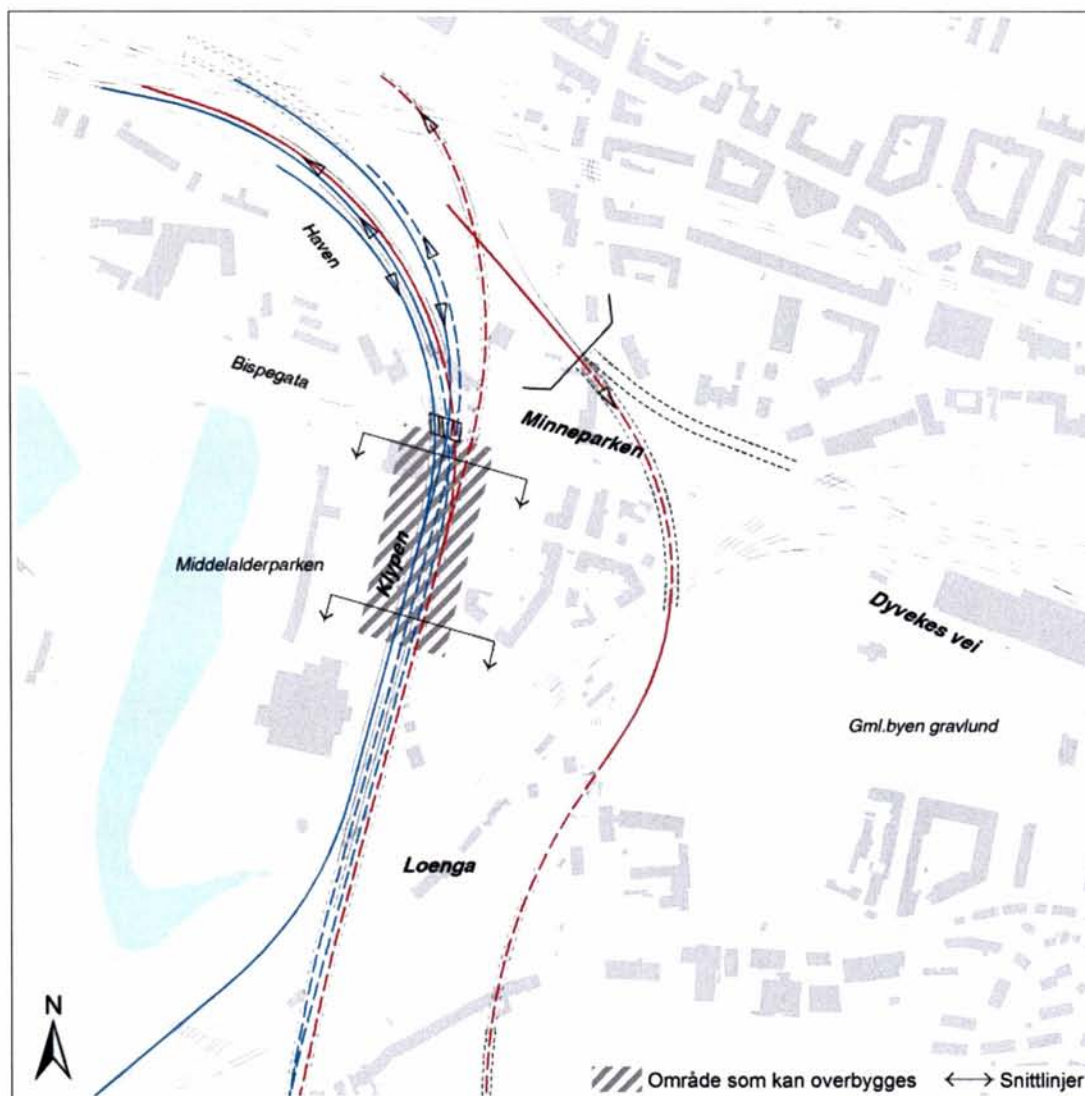 Haven
Bispegata
Minneparken
Middelalderparken
Klypen
Dyvekes vei
Gml.byen gravlund
Loenga
N
Område som kan overbygges
Snittlinjer